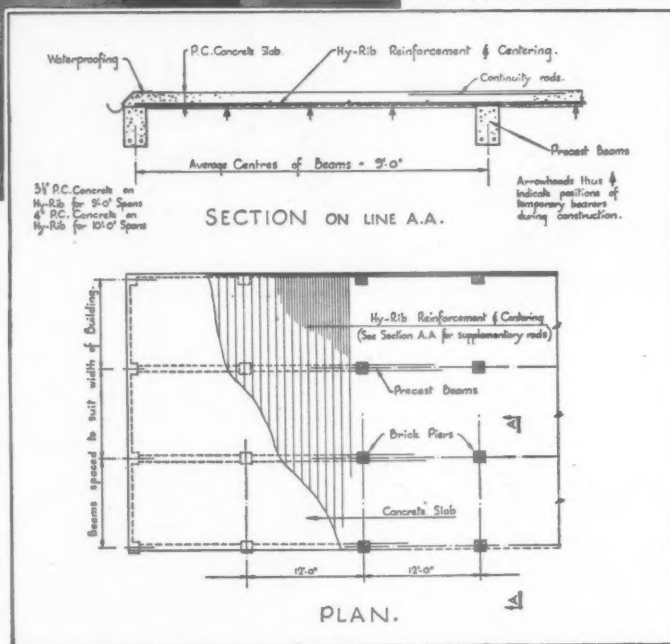 P.C. Concrete Slab.
Hy-Rib Reinforcement & Centering.
Waterproofing
Continuity rods.
Precast Beams
Average Centres of Beams - 9'-0"
3½" P.C. Concrete on
Hy-Rib for 9'-0" Spans
4" P.C. Concrete on
Hy-Rib for 10'-0" Spans
Arrowheads thus
indicate positions of
temporary bearers
during construction.
SECTION ON LINE A.A.
Beams spaced to suit width of Building.
Hy-Rib Reinforcement & Centering
(See Section A.A for supplementary rods)
Precast Beams
A
Brick Piers
Concrete Slab
12'-0"
12'-0"
A
PLAN.